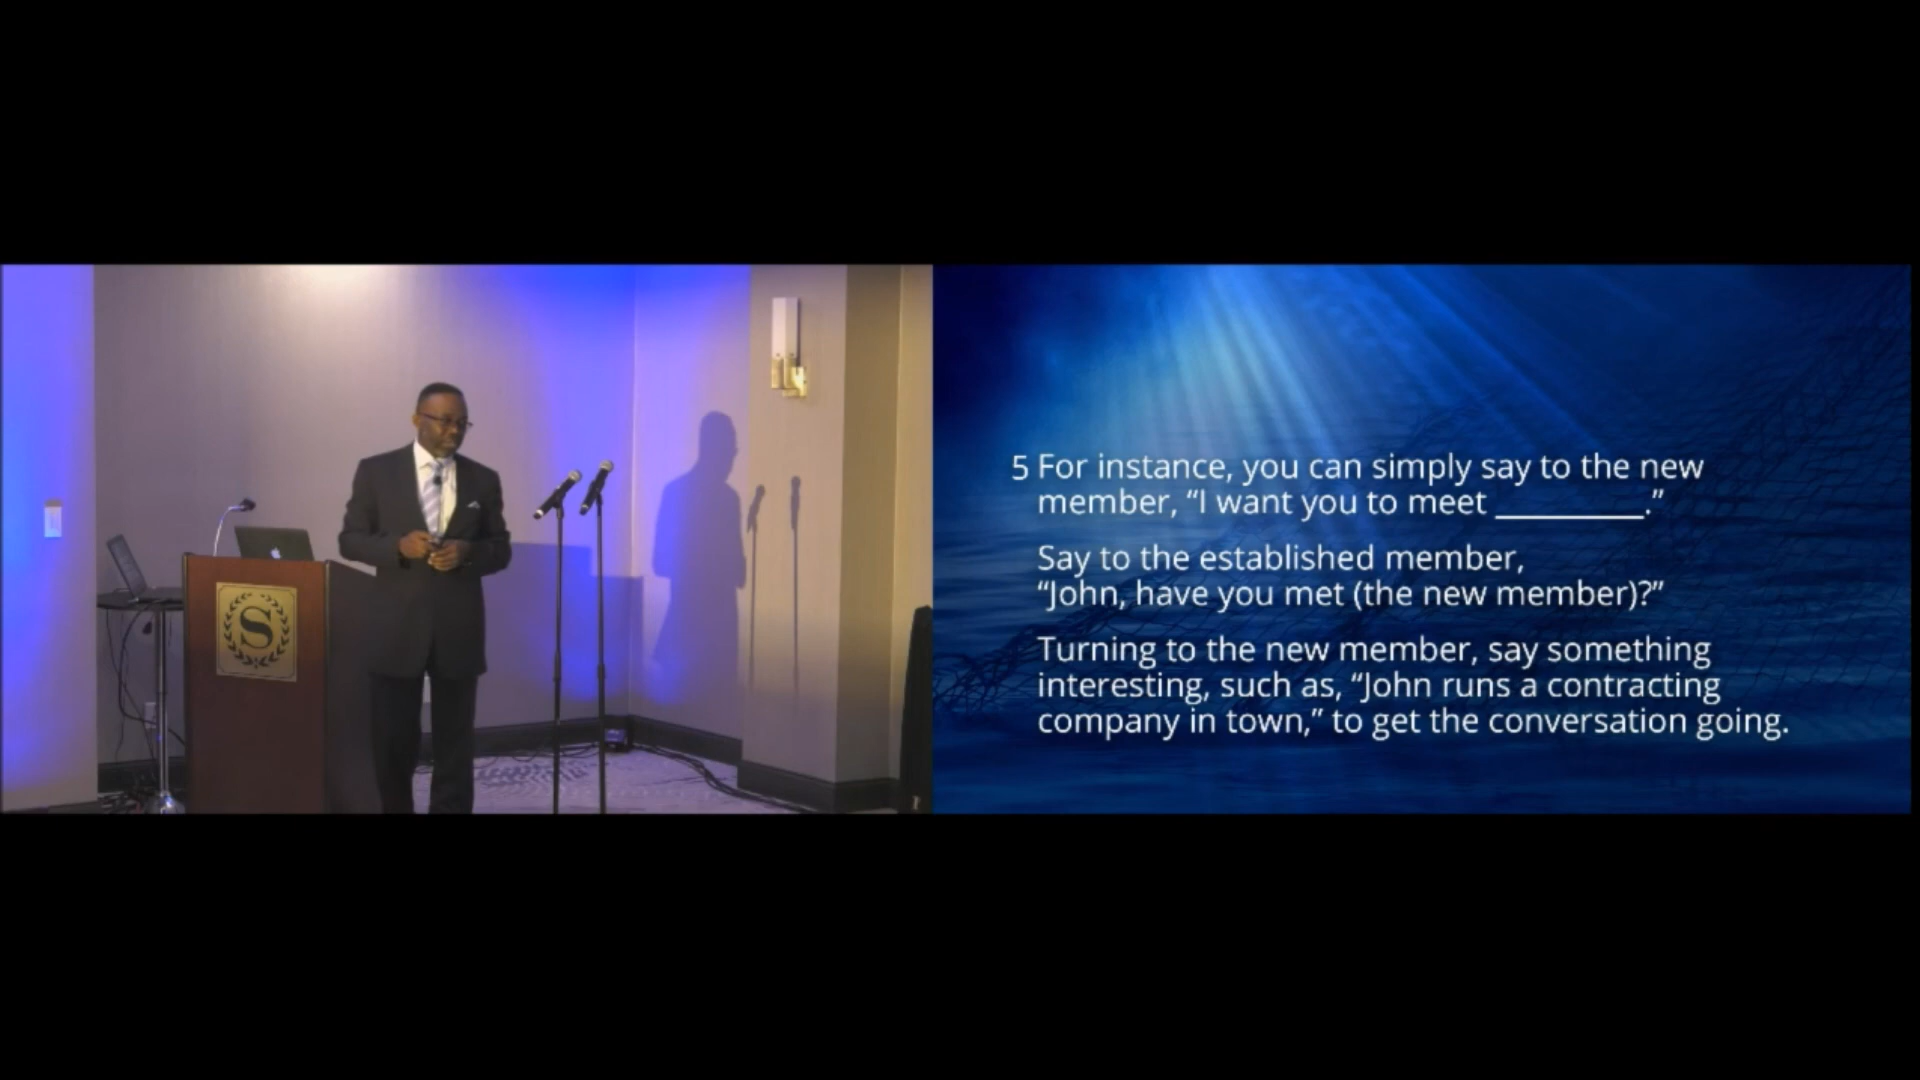 S
5 For instance, you can simply say to the new
member, “I want you to meet _________.”
Say to the established member,
“John, have you met (the new member)?”
Turning to the new member, say something
interesting, such as, “John runs a contracting
company in town,” to get the conversation going.